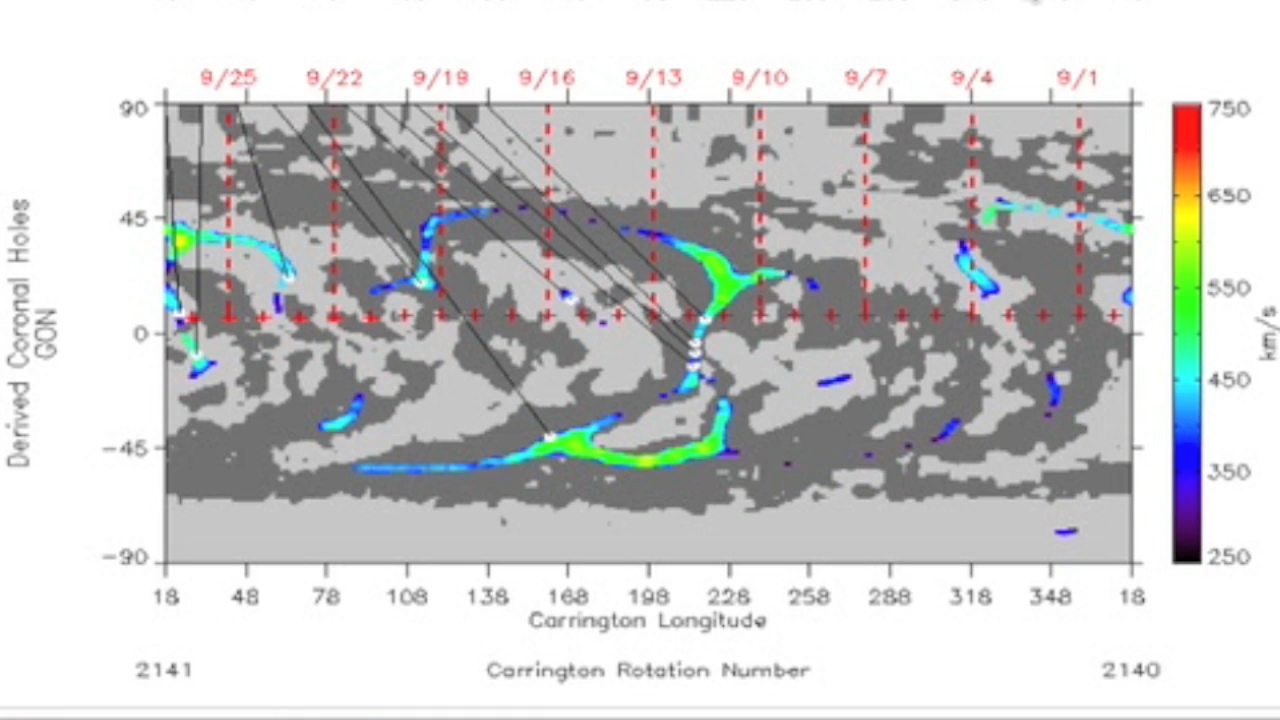 9/25 9/22 9/19 9/16 9/13 9/10 9/7 9/4 9/1
90
45
0
-45
-90
Derived Coronal Holes
GON
18 48 78 108 138 168 198 228 258 288 318 348 18
Carrington Longitude
2141 Carrington Rotation Number 2140
750
650
550
450
350
250
km/s